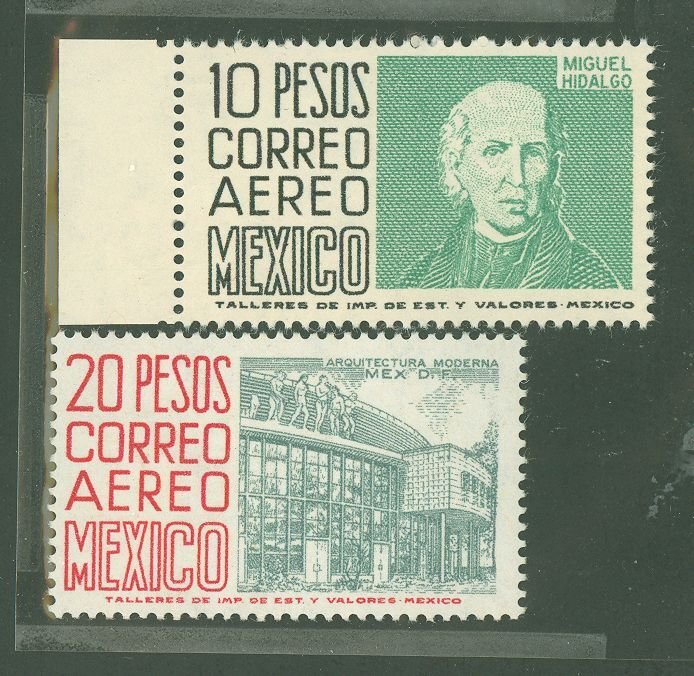 10 PESOS
CORREO
AEREO
MEXICO
MIGUEL
HIDALGO
TALLERES DE IMP. DE EST. Y VALORES-MEXICO
20 PESOS
CORREO
AEREO
MEXICO
ARQUITECTURA MODERNA
MEX D.F.
TALLERES DE IMP. DE EST. Y VALORES-MEXICO